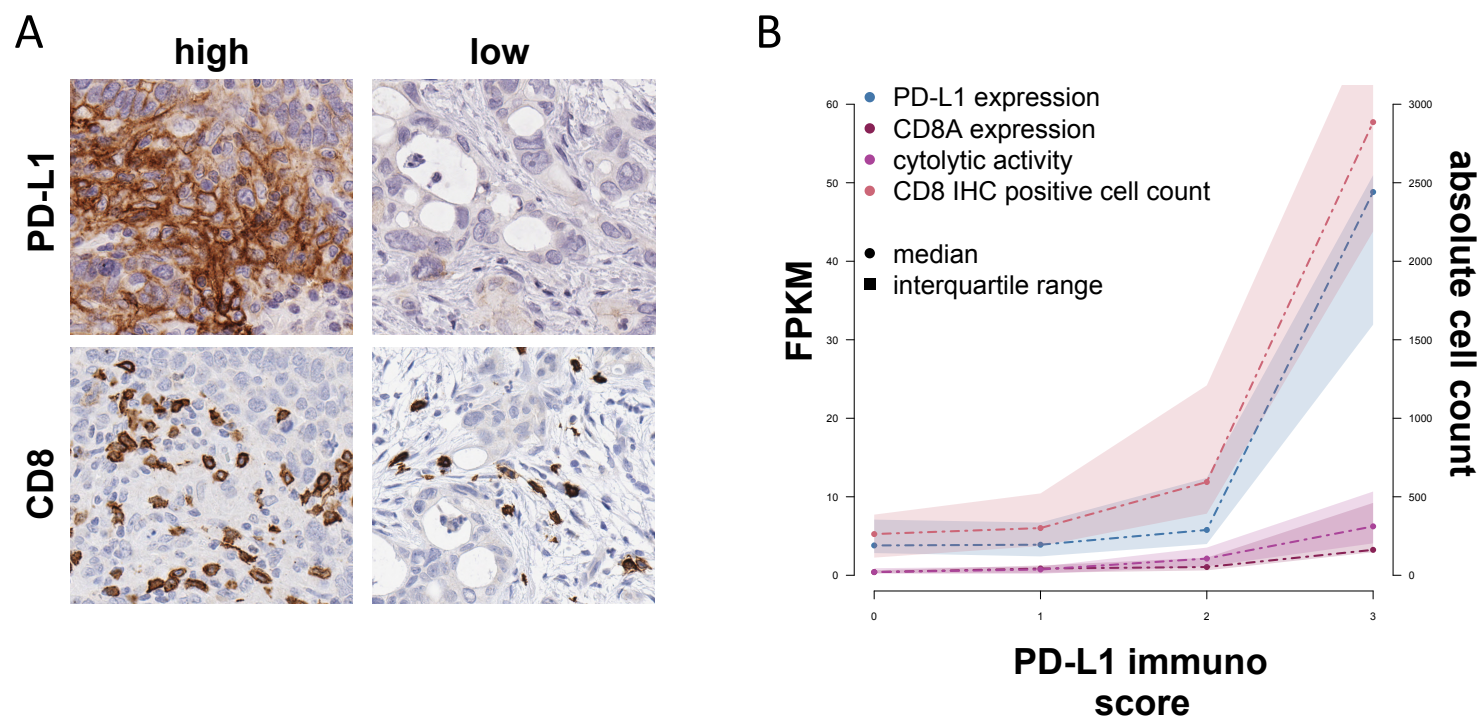 A
high
low
PD-L1
CD8
B
PD-L1 expression
CD8A expression
cytolytic activity
CD8 IHC positive cell count
median
interquartile range
FPKM
60
50
40
30
20
10
0
3000
2500
2000
1500
1000
500
0
absolute cell count
0
1
2
3
PD-L1 immuno
score